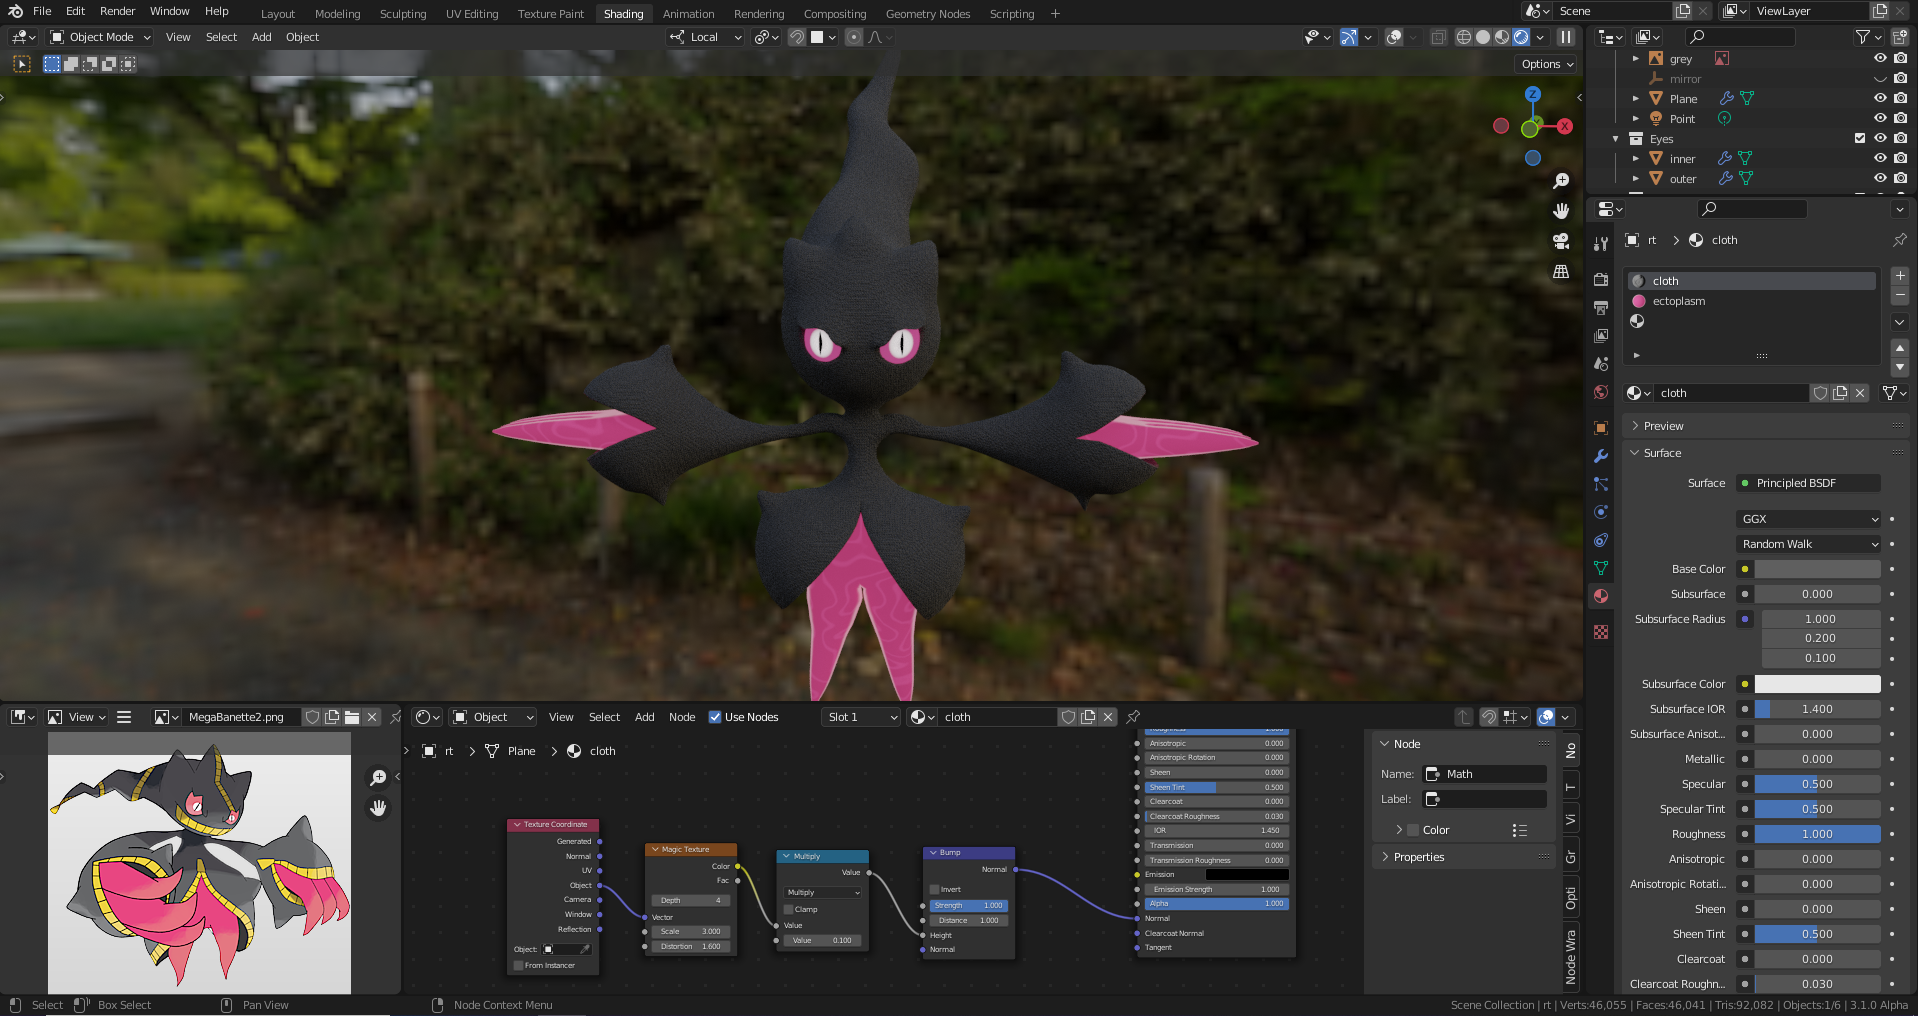 File Edit Render Window Help Layout Modeling Sculpting UV Editing Texture Paint Shading Animation Rendering Compositing Geometry Nodes Scripting + Scene ViewLayer
Object Mode View Select Add Object Local
Options
Z
X
grey
mirror
Plane
Point
Eyes
inner
outer
rt > cloth
cloth
ectoplasm
cloth
Preview
Surface
Surface Principled BSDF
GGX
Random Walk
Base Color
Subsurface 0.000
Subsurface Radius 1.000
0.200
0.100
Subsurface Color
Subsurface IOR 1.400
Subsurface Anisot... 0.000
Metallic 0.000
Specular 0.500
Specular Tint 0.500
Roughness 1.000
Anisotropic 0.000
Anisotropic Rotati... 0.000
Sheen 0.000
Sheen Tint 0.500
Clearcoat 0.000
Clearcoat Roughn... 0.030
View MegaBanette2.png
Object View Select Add Node Use Nodes Slot 1 cloth
rt > Plane > cloth
Texture Coordinate
Generated
Normal
UV
Object
Camera
Window
Reflection
Object:
From Instancer
Magic Texture
Color
Fac
Depth 4
Vector
Scale 3.000
Distortion 1.600
Multiply
Value
Multiply
Clamp
Value
Value 0.100
Bump
Normal
Invert
Strength 1.000
Distance 1.000
Height
Normal
Roughness 1.000
Anisotropic 0.000
Anisotropic Rotation 0.000
Sheen 0.000
Sheen Tint 0.500
Clearcoat 0.000
Clearcoat Roughness 0.030
IOR 1.450
Transmission 0.000
Transmission Roughness 0.000
Emission
Emission Strength 1.000
Alpha 1.000
Normal
Clearcoat Normal
Tangent
Node
Name: Math
Label:
Color
Properties
No
T
Vi
Gr
Opti
Node Wra
Select Box Select Pan View Node Context Menu
Scene Collection | rt | Verts:46,055 | Faces:46,041 | Tris:92,082 | Objects:1/6 | 3.1.0 Alpha